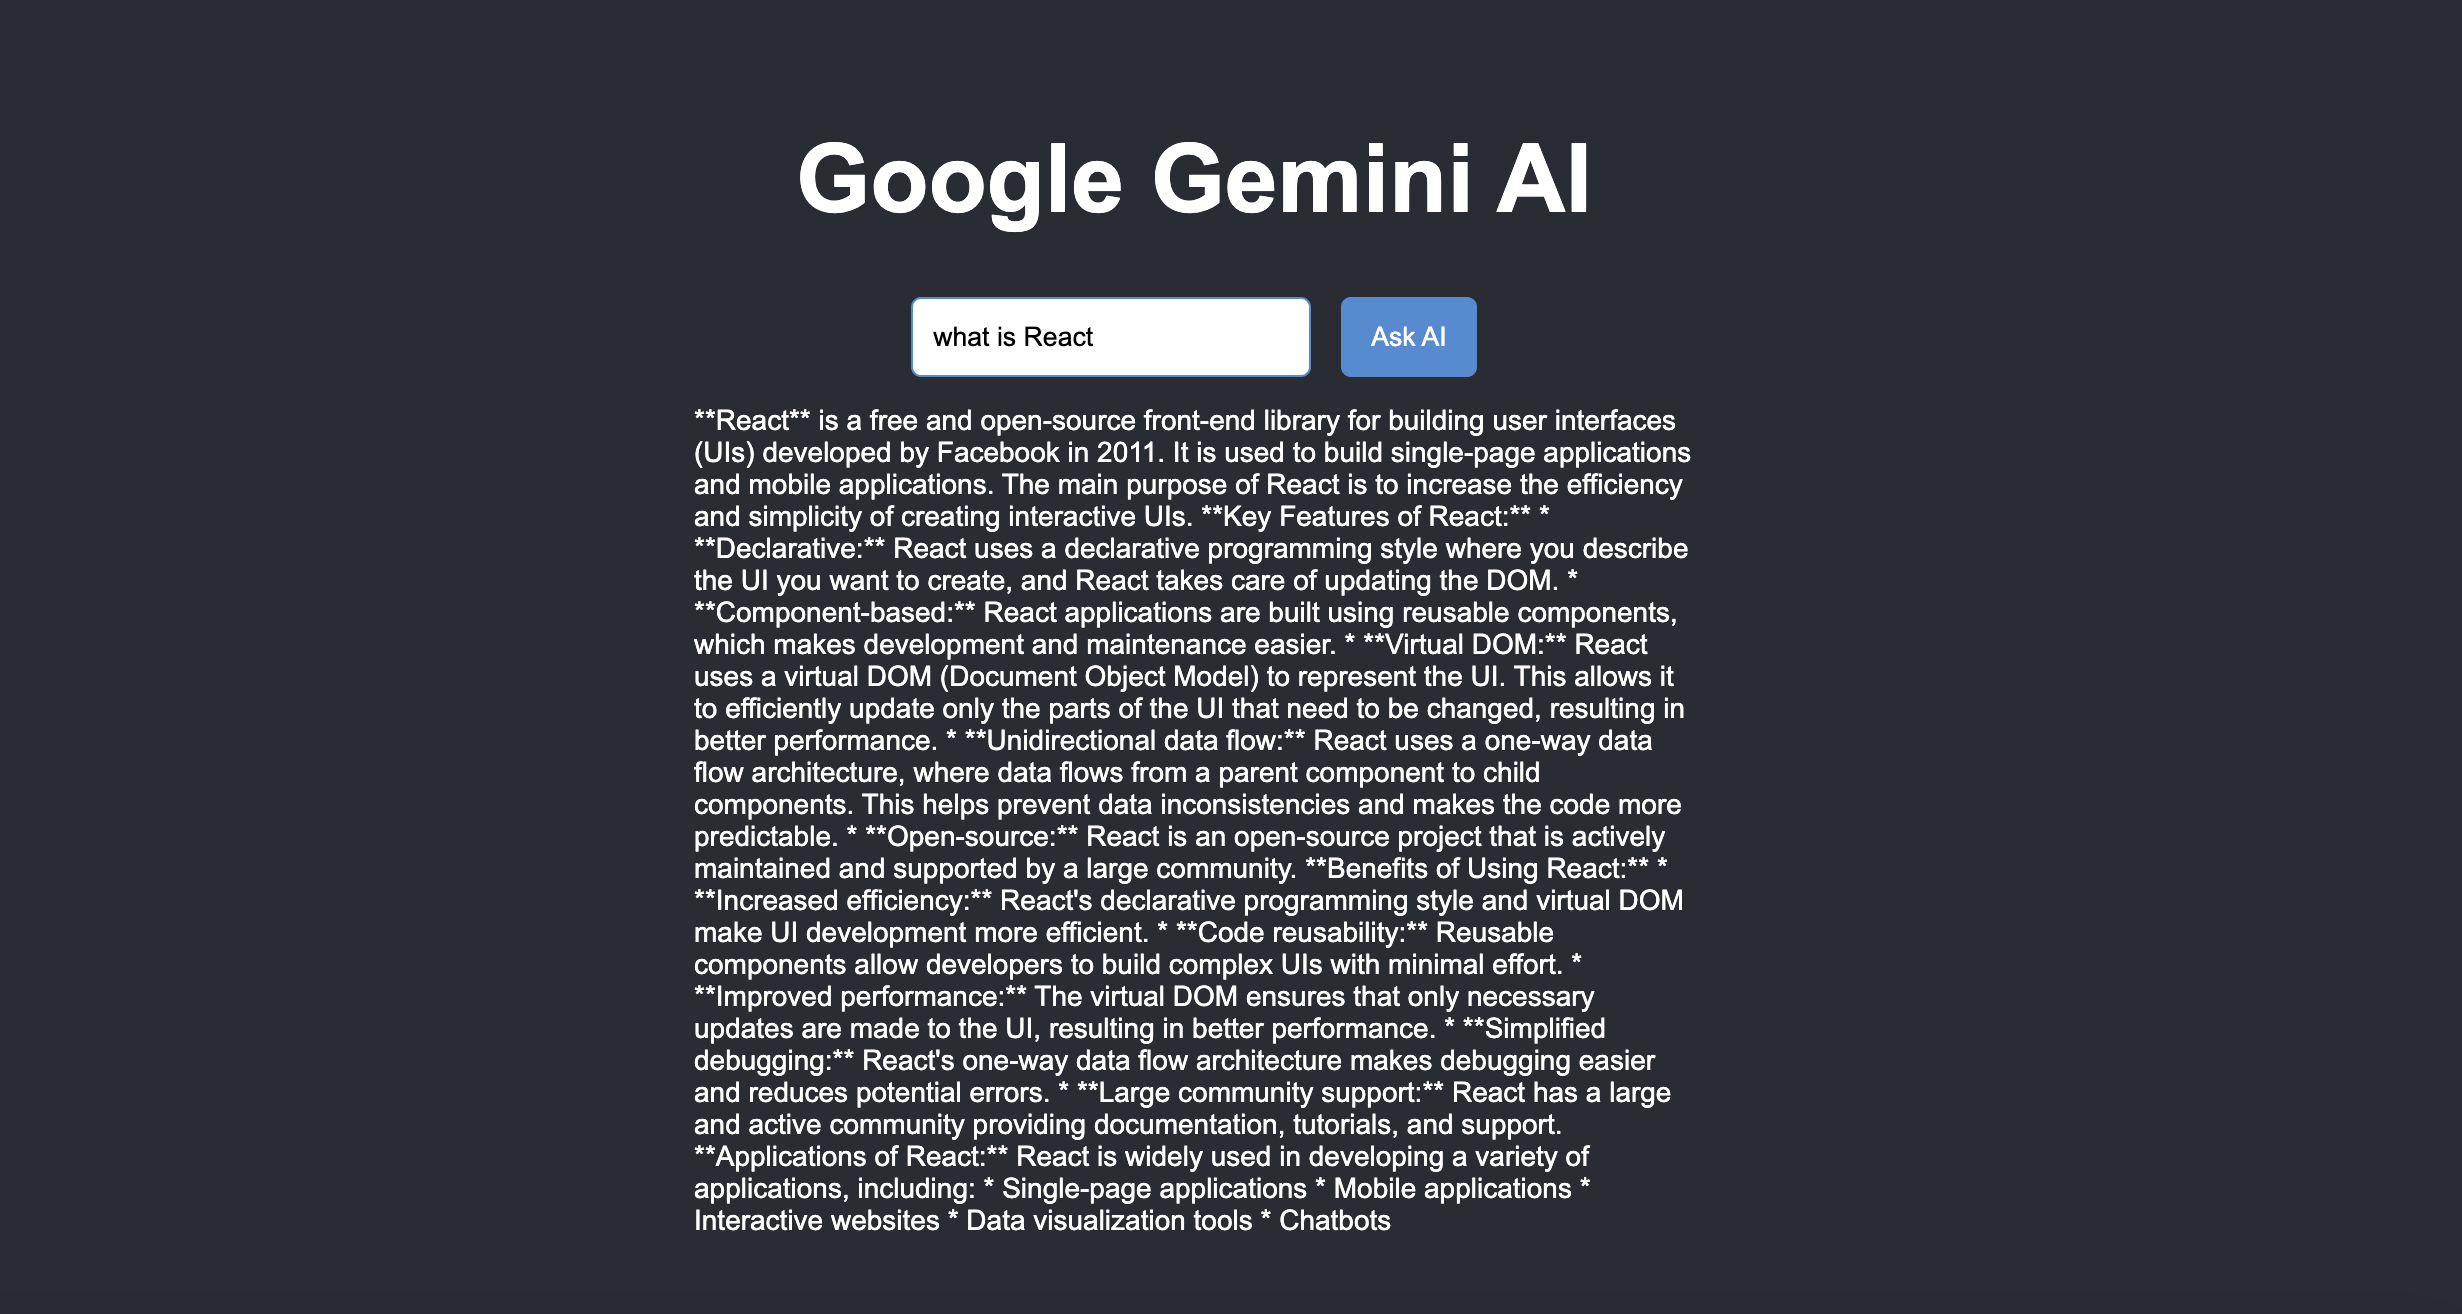 Google Gemini AI
what is React
Ask AI
**React** is a free and open-source front-end library for building user interfaces
(UIs) developed by Facebook in 2011. It is used to build single-page applications
and mobile applications. The main purpose of React is to increase the efficiency
and simplicity of creating interactive UIs. **Key Features of React:** *
**Declarative:** React uses a declarative programming style where you describe
the UI you want to create, and React takes care of updating the DOM. *
**Component-based:** React applications are built using reusable components,
which makes development and maintenance easier. * **Virtual DOM:** React
uses a virtual DOM (Document Object Model) to represent the UI. This allows it
to efficiently update only the parts of the UI that need to be changed, resulting in
better performance. * **Unidirectional data flow:** React uses a one-way data
flow architecture, where data flows from a parent component to child
components. This helps prevent data inconsistencies and makes the code more
predictable. * **Open-source:** React is an open-source project that is actively
maintained and supported by a large community. **Benefits of Using React:** *
**Increased efficiency:** React's declarative programming style and virtual DOM
make UI development more efficient. * **Code reusability:** Reusable
components allow developers to build complex UIs with minimal effort. *
**Improved performance:** The virtual DOM ensures that only necessary
updates are made to the UI, resulting in better performance. * **Simplified
debugging:** React's one-way data flow architecture makes debugging easier
and reduces potential errors. * **Large community support:** React has a large
and active community providing documentation, tutorials, and support.
**Applications of React:** React is widely used in developing a variety of
applications, including: * Single-page applications * Mobile applications *
Interactive websites * Data visualization tools * Chatbots